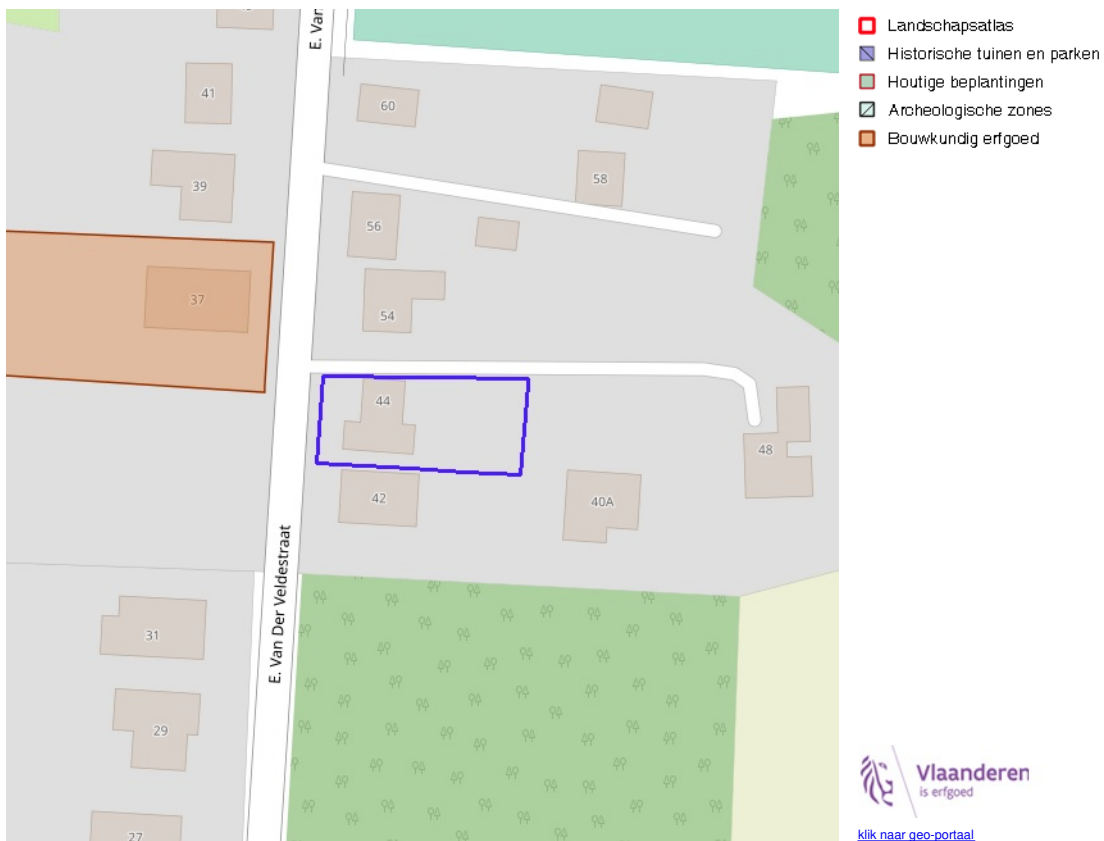 E. Van
41
60
39
58
56
37
54
44
48
42
40A
E. Van Der Veldestraat
31
29
27
Landschapsatlas
Historische tuinen en parken
Houtige beplantingen
Archeologische zones
Bouwkundig erfgoed
Vlaanderen
is erfgoed
klik naar geo-portaal